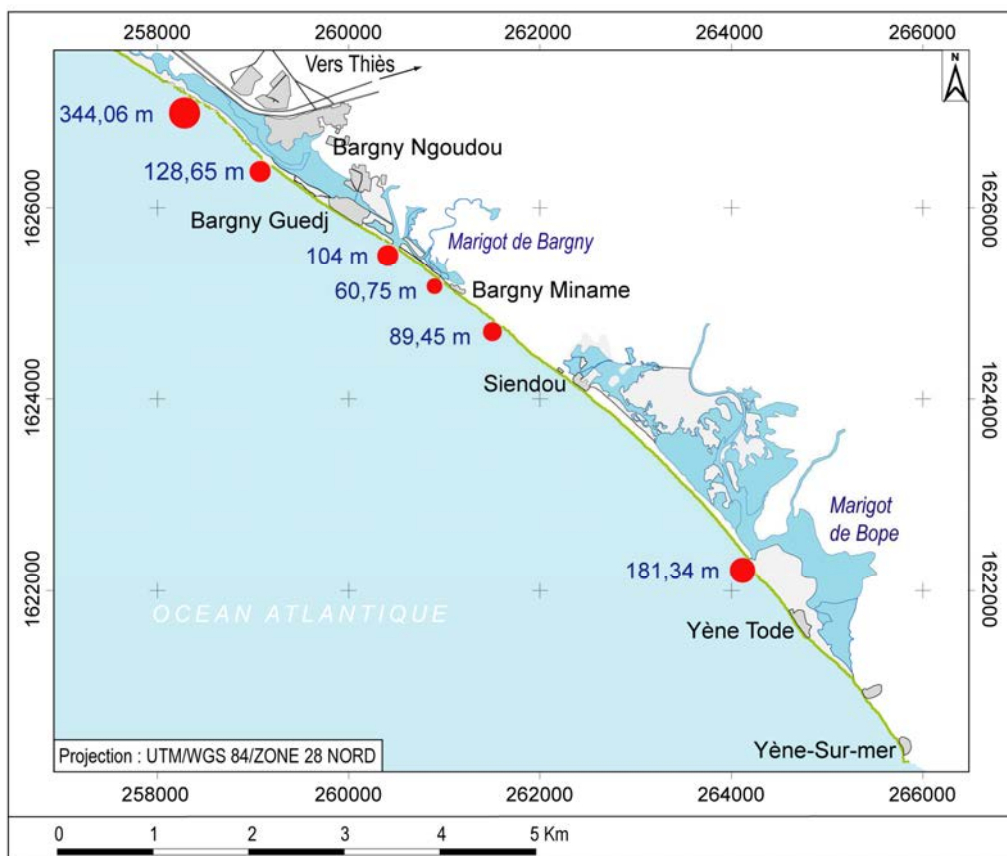 258000 260000 262000 264000 266000
Vers Thiès
N
344,06 m
Bargny Ngoudou
128,65 m
1626000
1626000
Bargny Guedj
Marigot de Bargny
104 m
60,75 m
Bargny Miname
89,45 m
Siendou
1624000
1624000
Marigot
de Bope
181,34 m
1622000
1622000
OCEAN ATLANTIQUE
Yène Tode
Yène-Sur-mer
Projection : UTM/WGS 84/ZONE 28 NORD
258000 260000 262000 264000 266000
0 1 2 3 4 5 Km